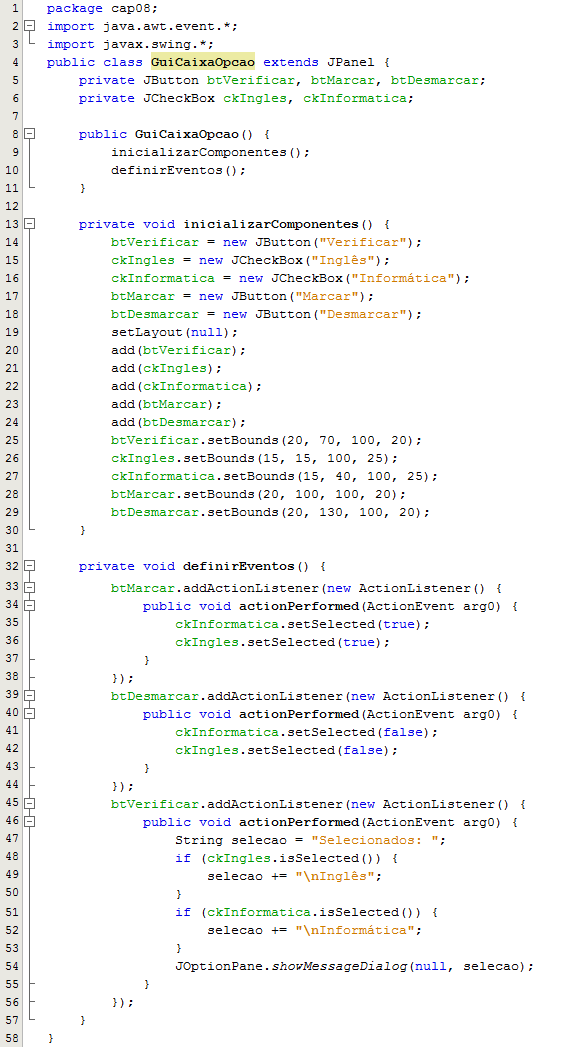 1 package cap08;
2 import java.awt.event.*;
3 import javax.swing.*;
4 public class GuiCaixaOpcao extends JPanel {
5     private JButton btVerificar, btMarcar, btDesmarcar;
6     private JCheckBox ckIngles, ckInformatica;
7
8     public GuiCaixaOpcao() {
9         inicializarComponentes();
10         definirEventos();
11     }
12
13     private void inicializarComponentes() {
14         btVerificar = new JButton("Verificar");
15         ckIngles = new JCheckBox("Inglês");
16         ckInformatica = new JCheckBox("Informática");
17         btMarcar = new JButton("Marcar");
18         btDesmarcar = new JButton("Desmarcar");
19         setLayout(null);
20         add(btVerificar);
21         add(ckIngles);
22         add(ckInformatica);
23         add(btMarcar);
24         add(btDesmarcar);
25         btVerificar.setBounds(20, 70, 100, 20);
26         ckIngles.setBounds(15, 15, 100, 25);
27         ckInformatica.setBounds(15, 40, 100, 25);
28         btMarcar.setBounds(20, 100, 100, 20);
29         btDesmarcar.setBounds(20, 130, 100, 20);
30     }
31
32     private void definirEventos() {
33         btMarcar.addActionListener(new ActionListener() {
34             public void actionPerformed(ActionEvent arg0) {
35                 ckInformatica.setSelected(true);
36                 ckIngles.setSelected(true);
37             }
38         });
39         btDesmarcar.addActionListener(new ActionListener() {
40             public void actionPerformed(ActionEvent arg0) {
41                 ckInformatica.setSelected(false);
42                 ckIngles.setSelected(false);
43             }
44         });
45         btVerificar.addActionListener(new ActionListener() {
46             public void actionPerformed(ActionEvent arg0) {
47                 String selecao = "Selecionados: ";
48                 if (ckIngles.isSelected()) {
49                     selecao += "\nInglês";
50                 }
51                 if (ckInformatica.isSelected()) {
52                     selecao += "\nInformática";
53                 }
54                 JOptionPane.showMessageDialog(null, selecao);
55             }
56         });
57     }
58 }